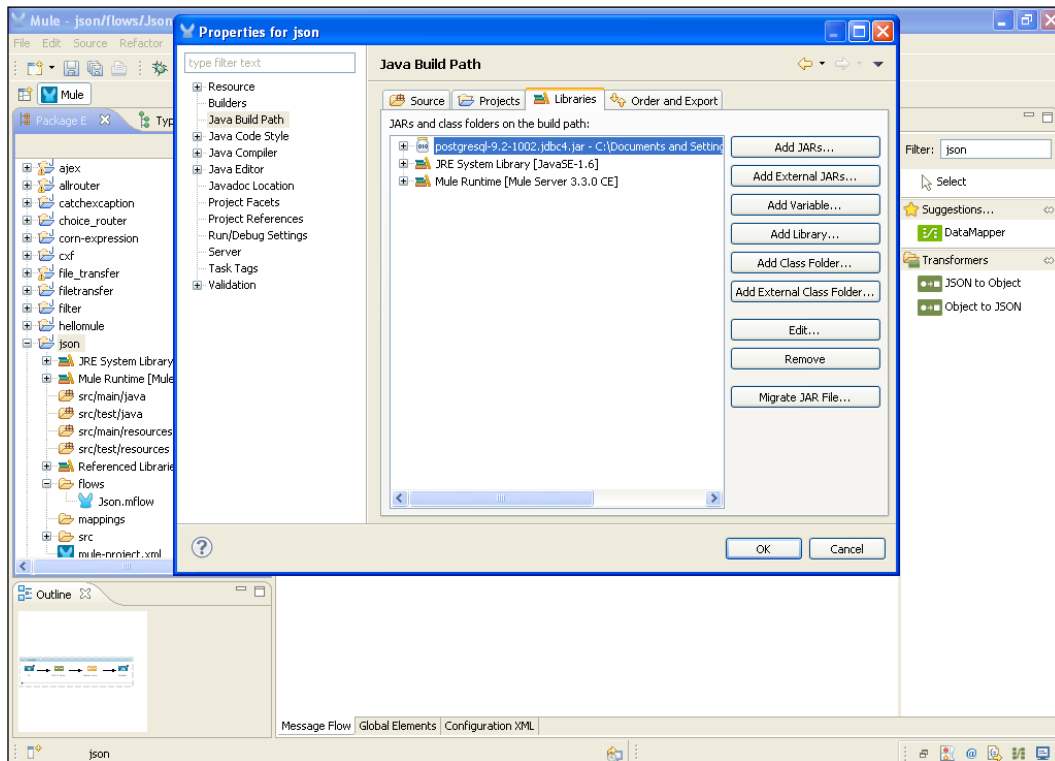 Mule - json/flows/Json
File Edit Source Refactor
Mule
Package E
Typ
ajex
allrouter
catchexcaption
choice_router
corn-expression
cxf
file_transfer
filetransfer
filter
hellomule
json
JRE System Library
Mule Runtime [Mule
src/main/java
src/test/java
src/main/resources
src/test/resources
Referenced Librarie
flows
Json.mflow
mappings
src
mule-project.xml
Outline
Properties for json
type filter text
Resource
Builders
Java Build Path
Java Code Style
Java Compiler
Java Editor
Javadoc Location
Project Facets
Project References
Run/Debug Settings
Server
Task Tags
Validation
Java Build Path
Source Projects Libraries Order and Export
JARs and class folders on the build path:
postgresql-9.2-1002.jdbc4.jar - C:\Documents and Setting
JRE System Library [JavaSE-1.6]
Mule Runtime [Mule Server 3.3.0 CE]
Add JARs...
Add External JARs...
Add Variable...
Add Library...
Add Class Folder...
Add External Class Folder...
Edit...
Remove
Migrate JAR File...
OK Cancel
Filter: json
Select
Suggestions...
DataMapper
Transformers
JSON to Object
Object to JSON
Message Flow Global Elements Configuration XML
json